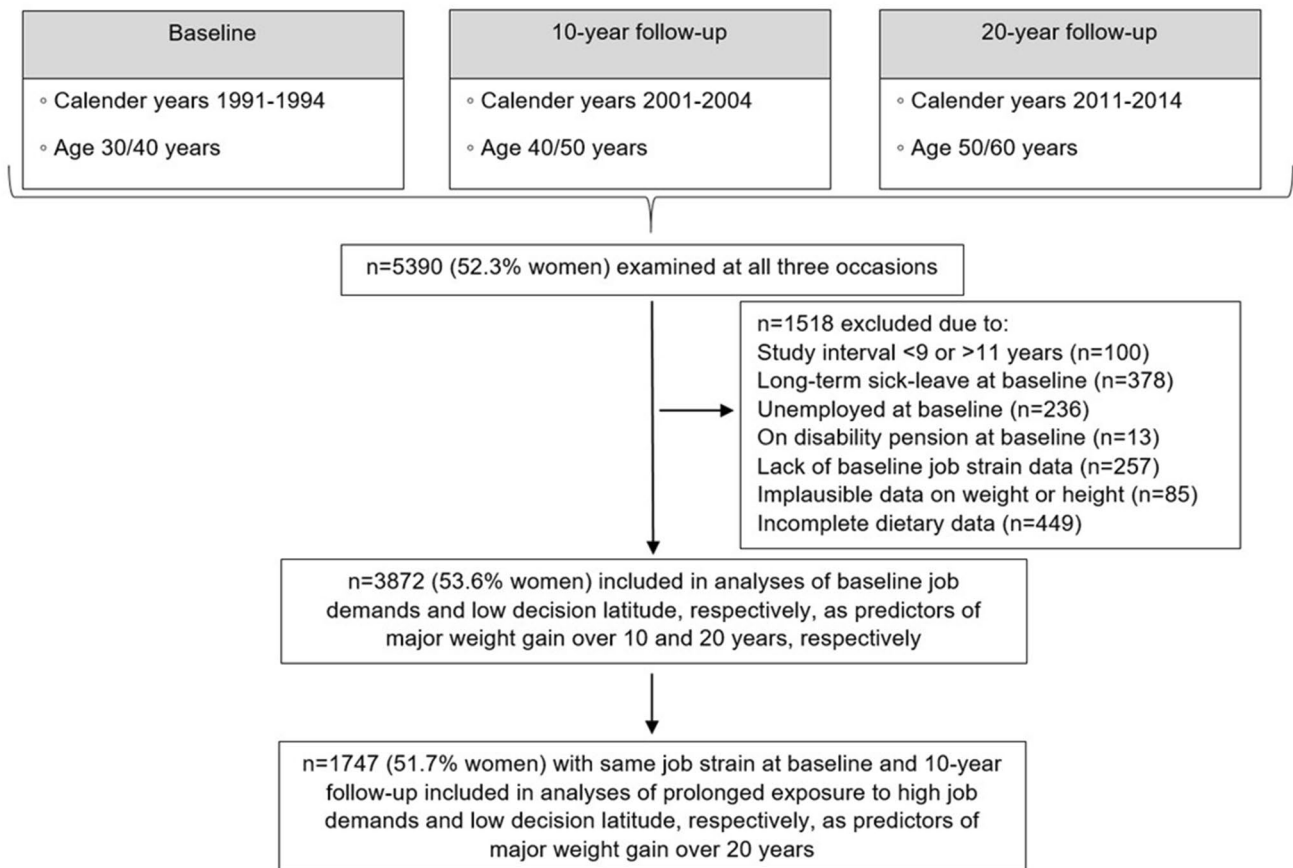 Baseline
◦ Calender years 1991-1994
◦ Age 30/40 years
10-year follow-up
◦ Calender years 2001-2004
◦ Age 40/50 years
20-year follow-up
◦ Calender years 2011-2014
◦ Age 50/60 years
n=5390 (52.3% women) examined at all three occasions
n=1518 excluded due to:
Study interval <9 or >11 years (n=100)
Long-term sick-leave at baseline (n=378)
Unemployed at baseline (n=236)
On disability pension at baseline (n=13)
Lack of baseline job strain data (n=257)
Implausible data on weight or height (n=85)
Incomplete dietary data (n=449)
n=3872 (53.6% women) included in analyses of baseline job
demands and low decision latitude, respectively, as predictors of
major weight gain over 10 and 20 years, respectively
n=1747 (51.7% women) with same job strain at baseline and 10-year
follow-up included in analyses of prolonged exposure to high job
demands and low decision latitude, respectively, as predictors of
major weight gain over 20 years